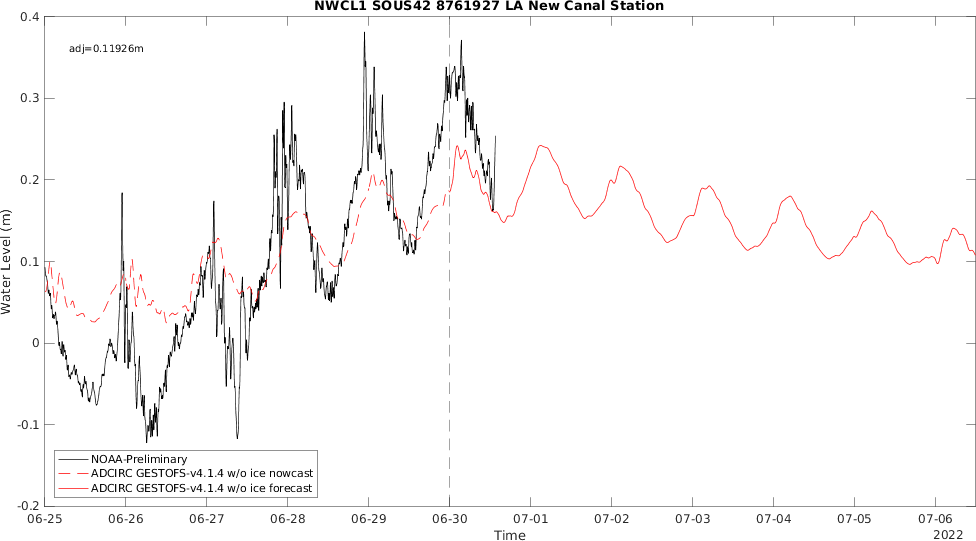 NWCL1 SOUS42 8761927 LA New Canal Station
adj=0.11926m
0.4
0.3
0.2
0.1
0
-0.1
-0.2
Water Level (m)
NOAA-Preliminary
ADCIRC GESTOFS-v4.1.4 w/o ice nowcast
ADCIRC GESTOFS-v4.1.4 w/o ice forecast
06-25 06-26 06-27 06-28 06-29 06-30 07-01 07-02 07-03 07-04 07-05 07-06
Time
2022